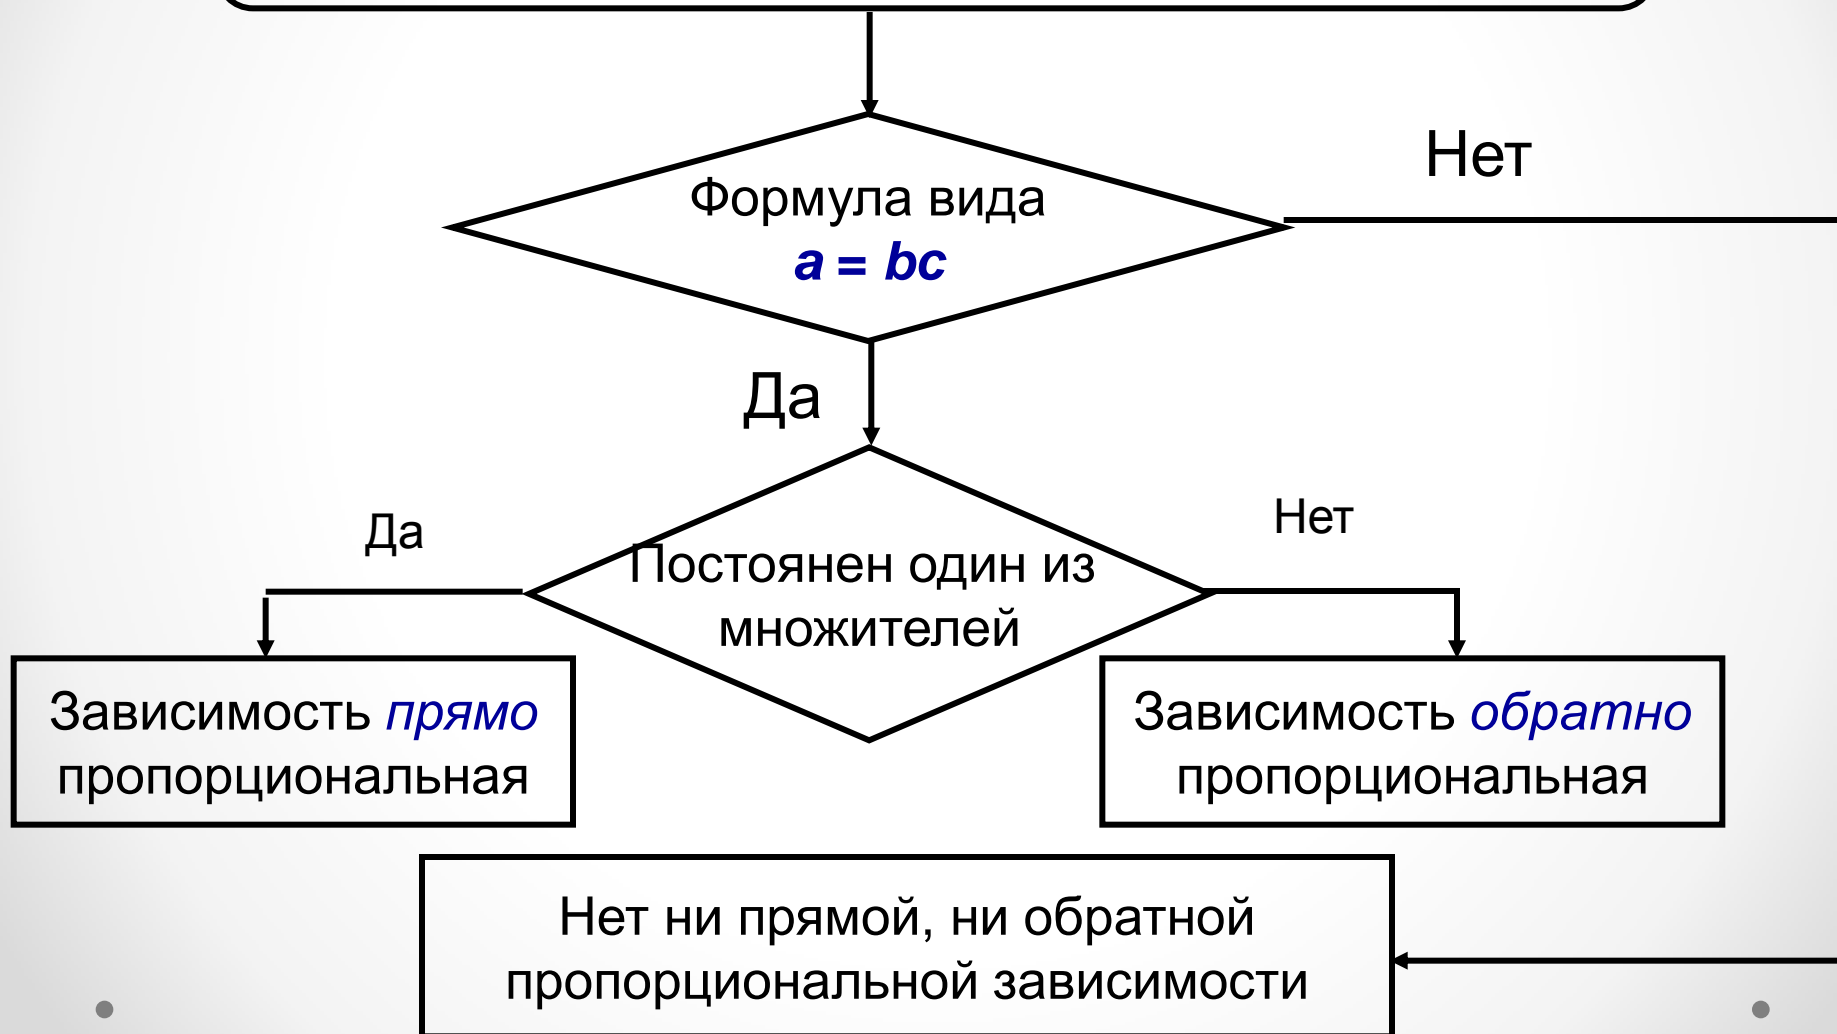 Нет
Формула вида
a = bc
Да
Да
Нет
Постоянен один из
множителей
Зависимость прямо
пропорциональная
Зависимость обратно
пропорциональная
Нет ни прямой, ни обратной
пропорциональной зависимости